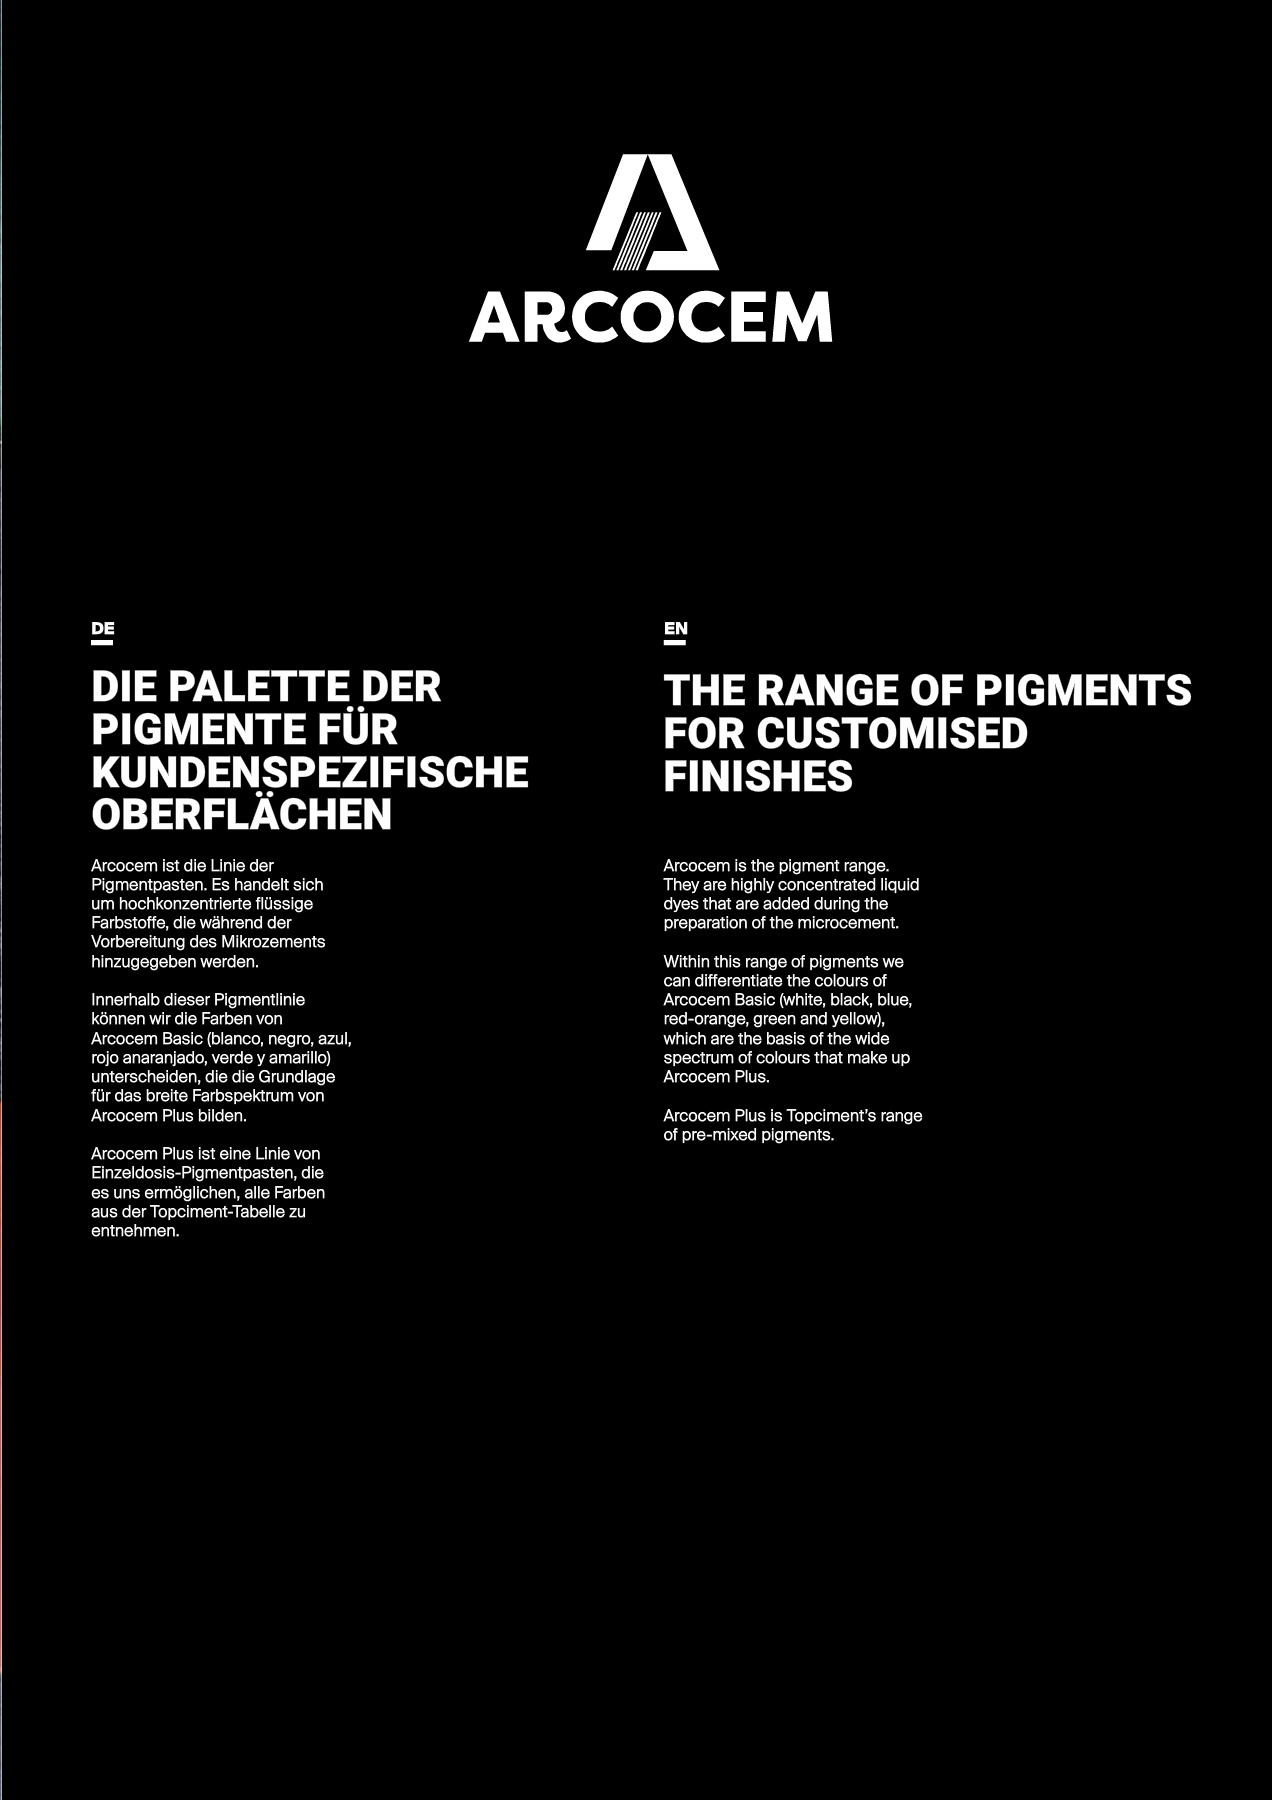 ARCOCEM
DE
DIE PALETTE DER
PIGMENTE FÜR
KUNDENSPEZIFISCHE
OBERFLÄCHEN
Arcocem ist die Linie der
Pigmentpasten. Es handelt sich
um hochkonzentrierte flüssige
Farbstoffe, die während der
Vorbereitung des Mikrozements
hinzugegeben werden.
Innerhalb dieser Pigmentlinie
können wir die Farben von
Arcocem Basic (blanco, negro, azul,
rojo anaranjado, verde y amarillo)
unterscheiden, die die Grundlage
für das breite Farbspektrum von
Arcocem Plus bilden.
Arcocem Plus ist eine Linie von
Einzeldosis-Pigmentpasten, die
es uns ermöglichen, alle Farben
aus der Topciment-Tabelle zu
entnehmen.
EN
THE RANGE OF PIGMENTS
FOR CUSTOMISED
FINISHES
Arcocem is the pigment range.
They are highly concentrated liquid
dyes that are added during the
preparation of the microcement.
Within this range of pigments we
can differentiate the colours of
Arcocem Basic (white, black, blue,
red-orange, green and yellow),
which are the basis of the wide
spectrum of colours that make up
Arcocem Plus.
Arcocem Plus is Topciment’s range
of pre-mixed pigments.